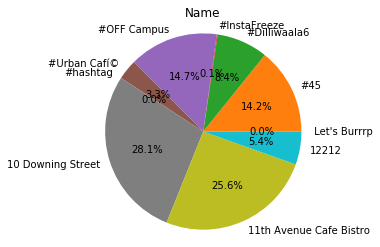 Name
#InstaFreeze
#Dilliwaala6
#OFF Campus
#Urban Cafí©
#hashtag
#45
Let's Burrrp
12212
10 Downing Street
11th Avenue Cafe Bistro
0.1%
8.4%
14.7%
3.3%
0.0%
14.2%
0.0%
5.4%
28.1%
25.6%